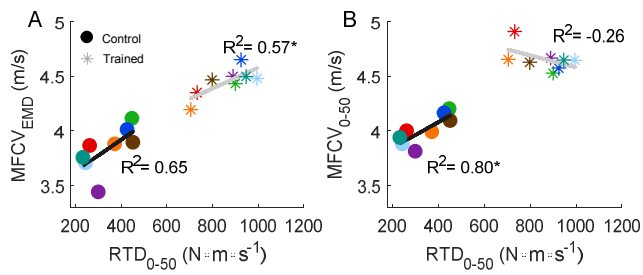 A
B
Control
Trained
R²= 0.57*
R²= 0.65
MFCV_EMD (m/s)
5
4.5
4
3.5
200 400 600 800 1000 1200
RTD_0-50 (N·m·s⁻¹)
R²= -0.26
R²= 0.80*
MFCV_0-50 (m/s)
5
4.5
4
3.5
200 400 600 800 1000 1200
RTD_0-50 (N·m·s⁻¹)